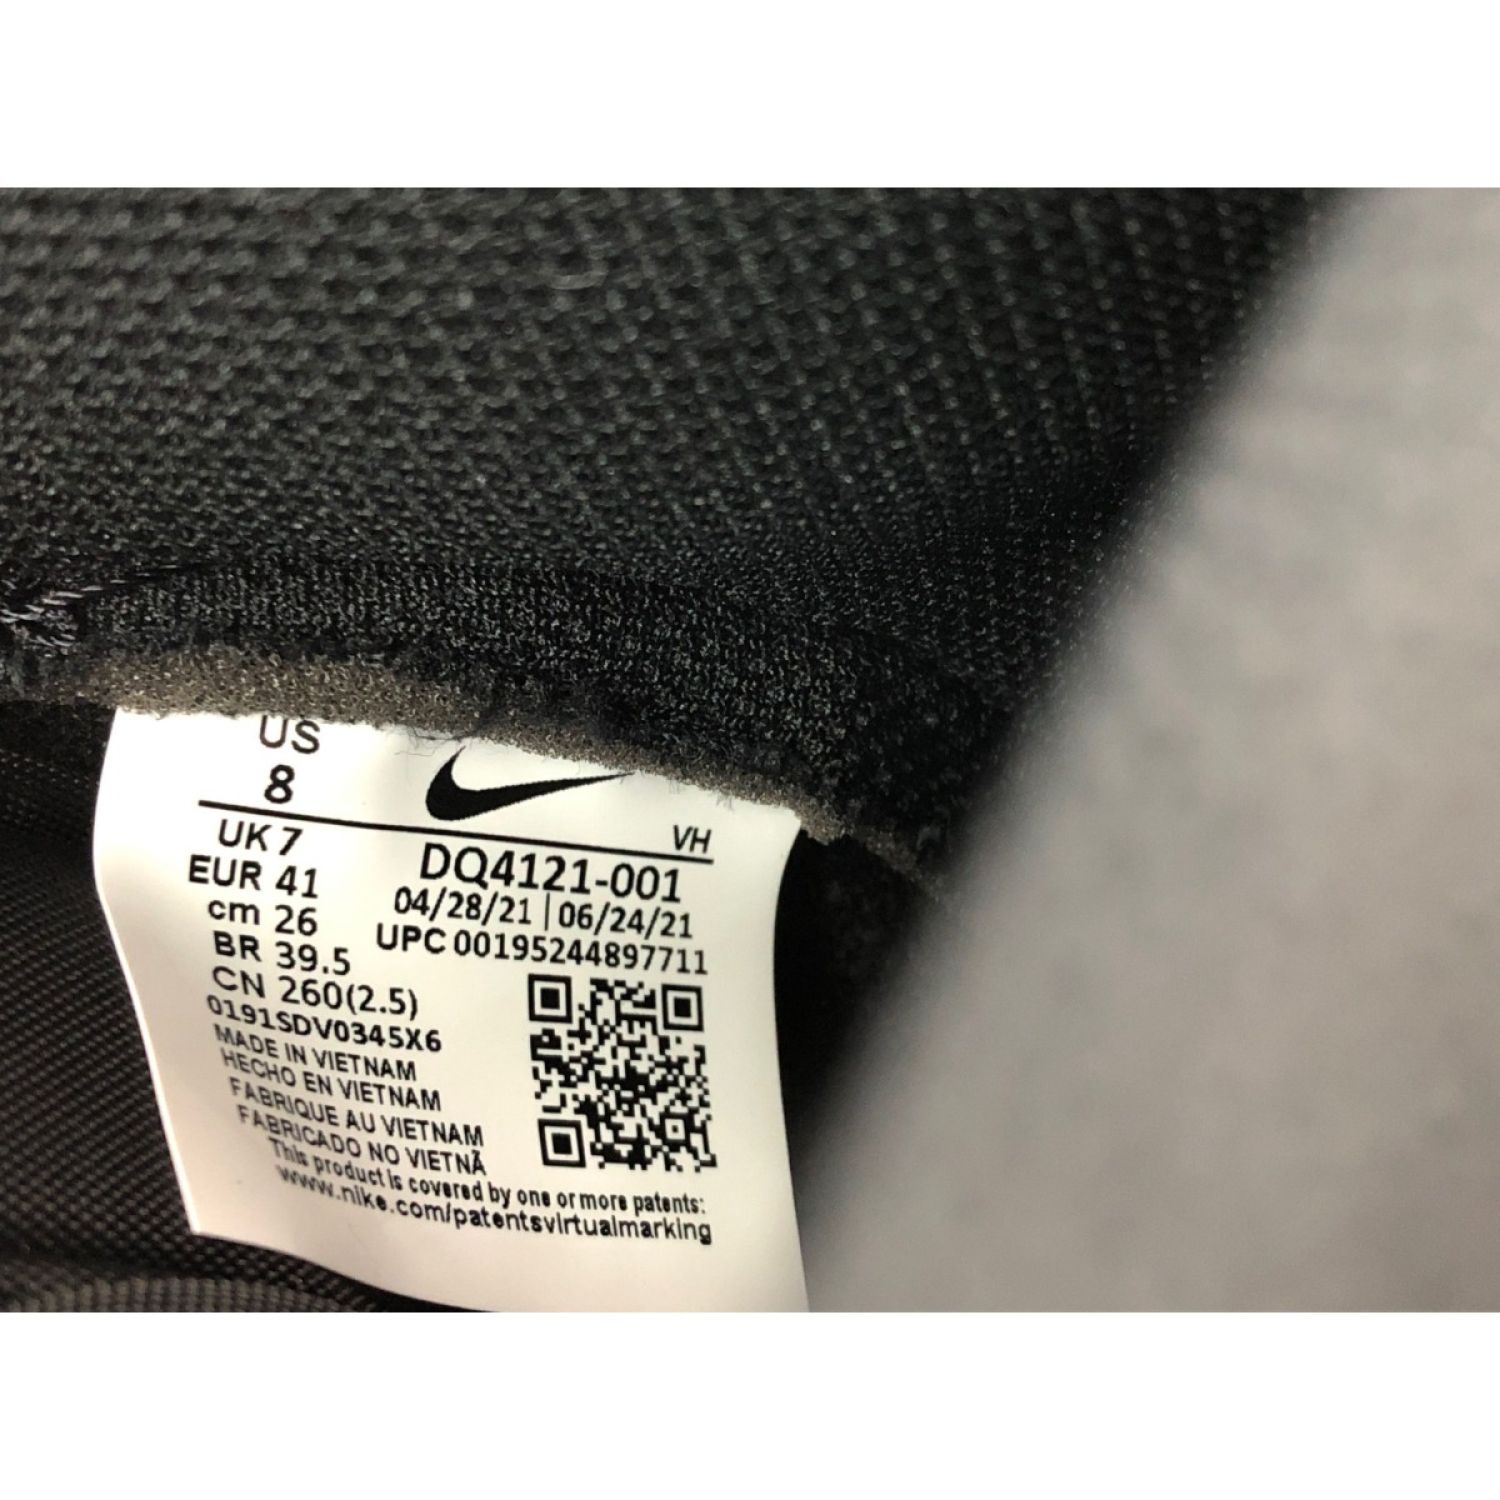 US
8
VH
UK 7
EUR 41
cm 26
BR 39.5
CN 260(2.5)
DQ4121-001
04/28/21 | 06/24/21
UPC 00195244897711
0191SDV0345X6
MADE IN VIETNAM
HECHO EN VIETNAM
FABRIQUE AU VIETNAM
FABRICADO NO VIETNÃ
This product is covered by one or more patents:
www.nike.com/patentsvirtualmarking